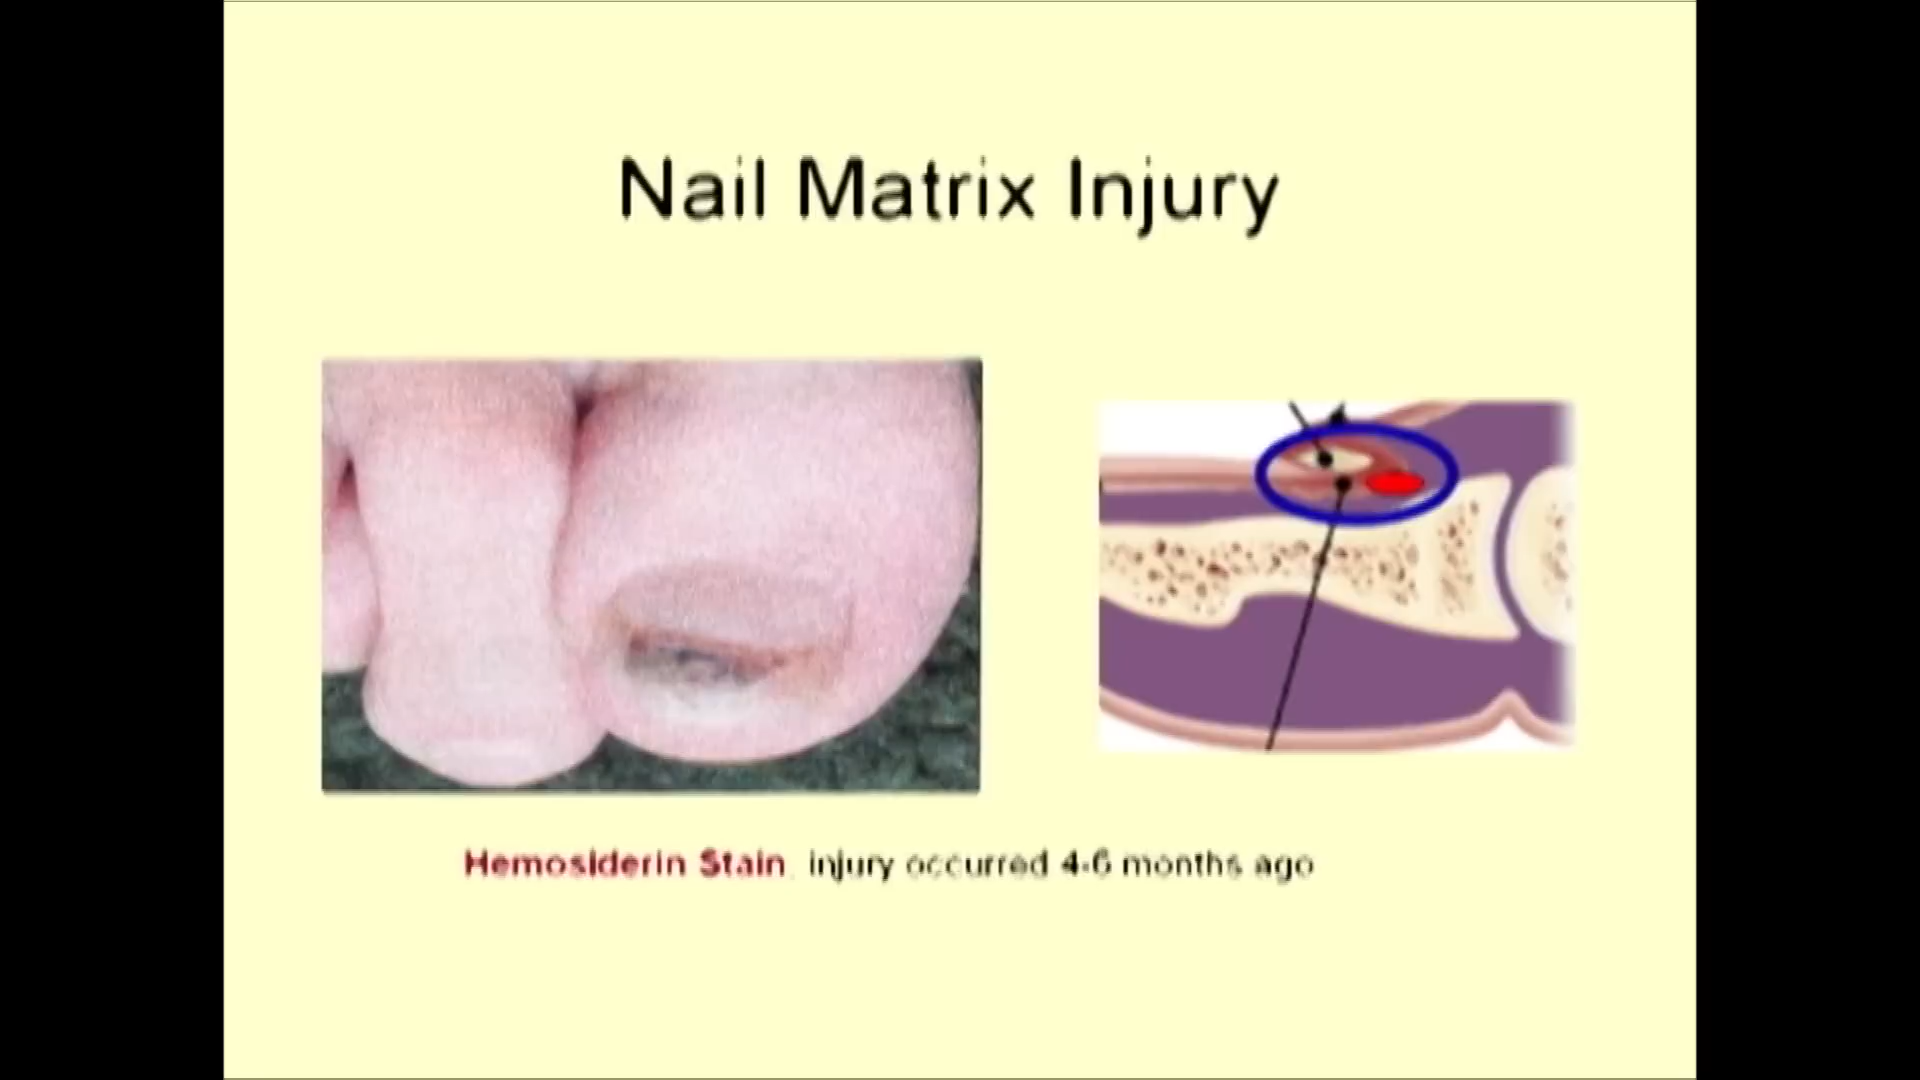 Nail Matrix Injury
Hemosiderin Stain, injury occurred 4-6 months ago